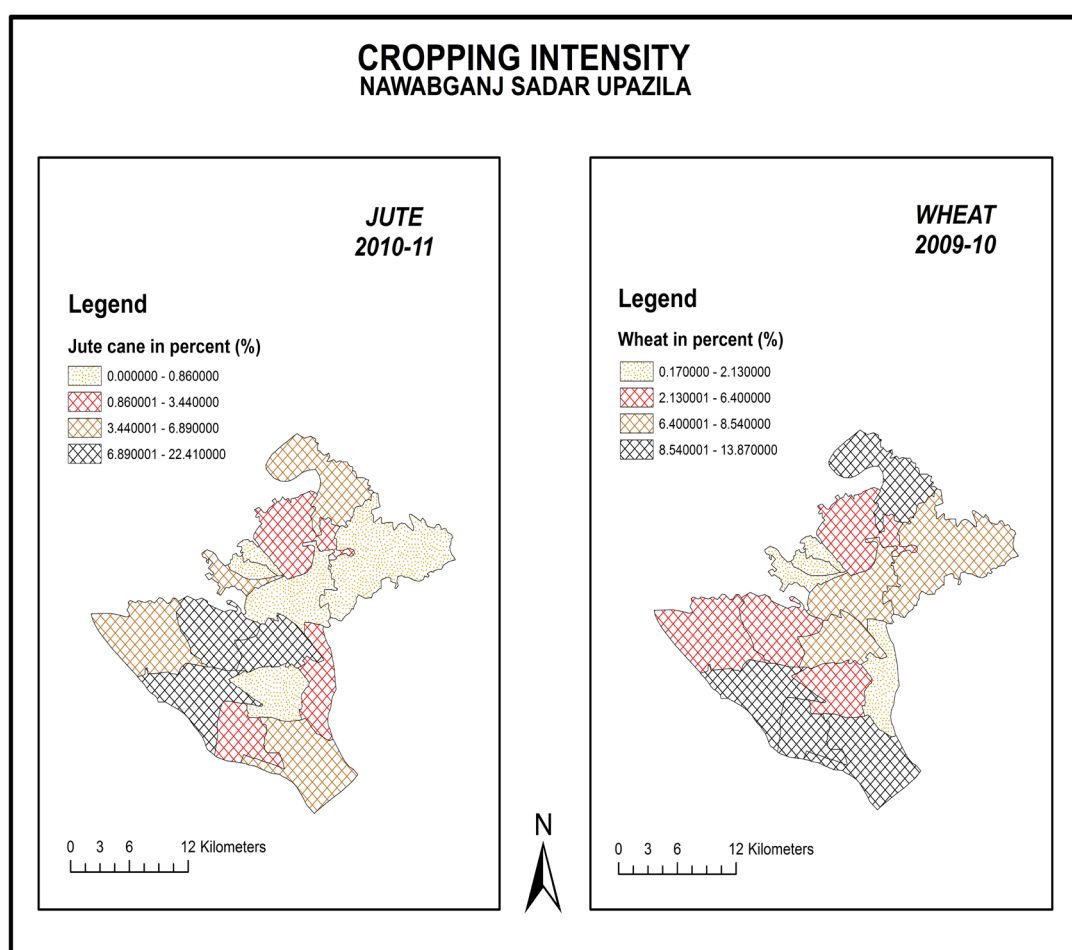 CROPPING INTENSITY
NAWABGANJ SADAR UPAZILA
JUTE
2010-11
Legend
Jute cane in percent (%)
0.000000 - 0.860000
0.860001 - 3.440000
3.440001 - 6.890000
6.890001 - 22.410000
0 3 6 12 Kilometers
N
WHEAT
2009-10
Legend
Wheat in percent (%)
0.170000 - 2.130000
2.130001 - 6.400000
6.400001 - 8.540000
8.540001 - 13.870000
0 3 6 12 Kilometers